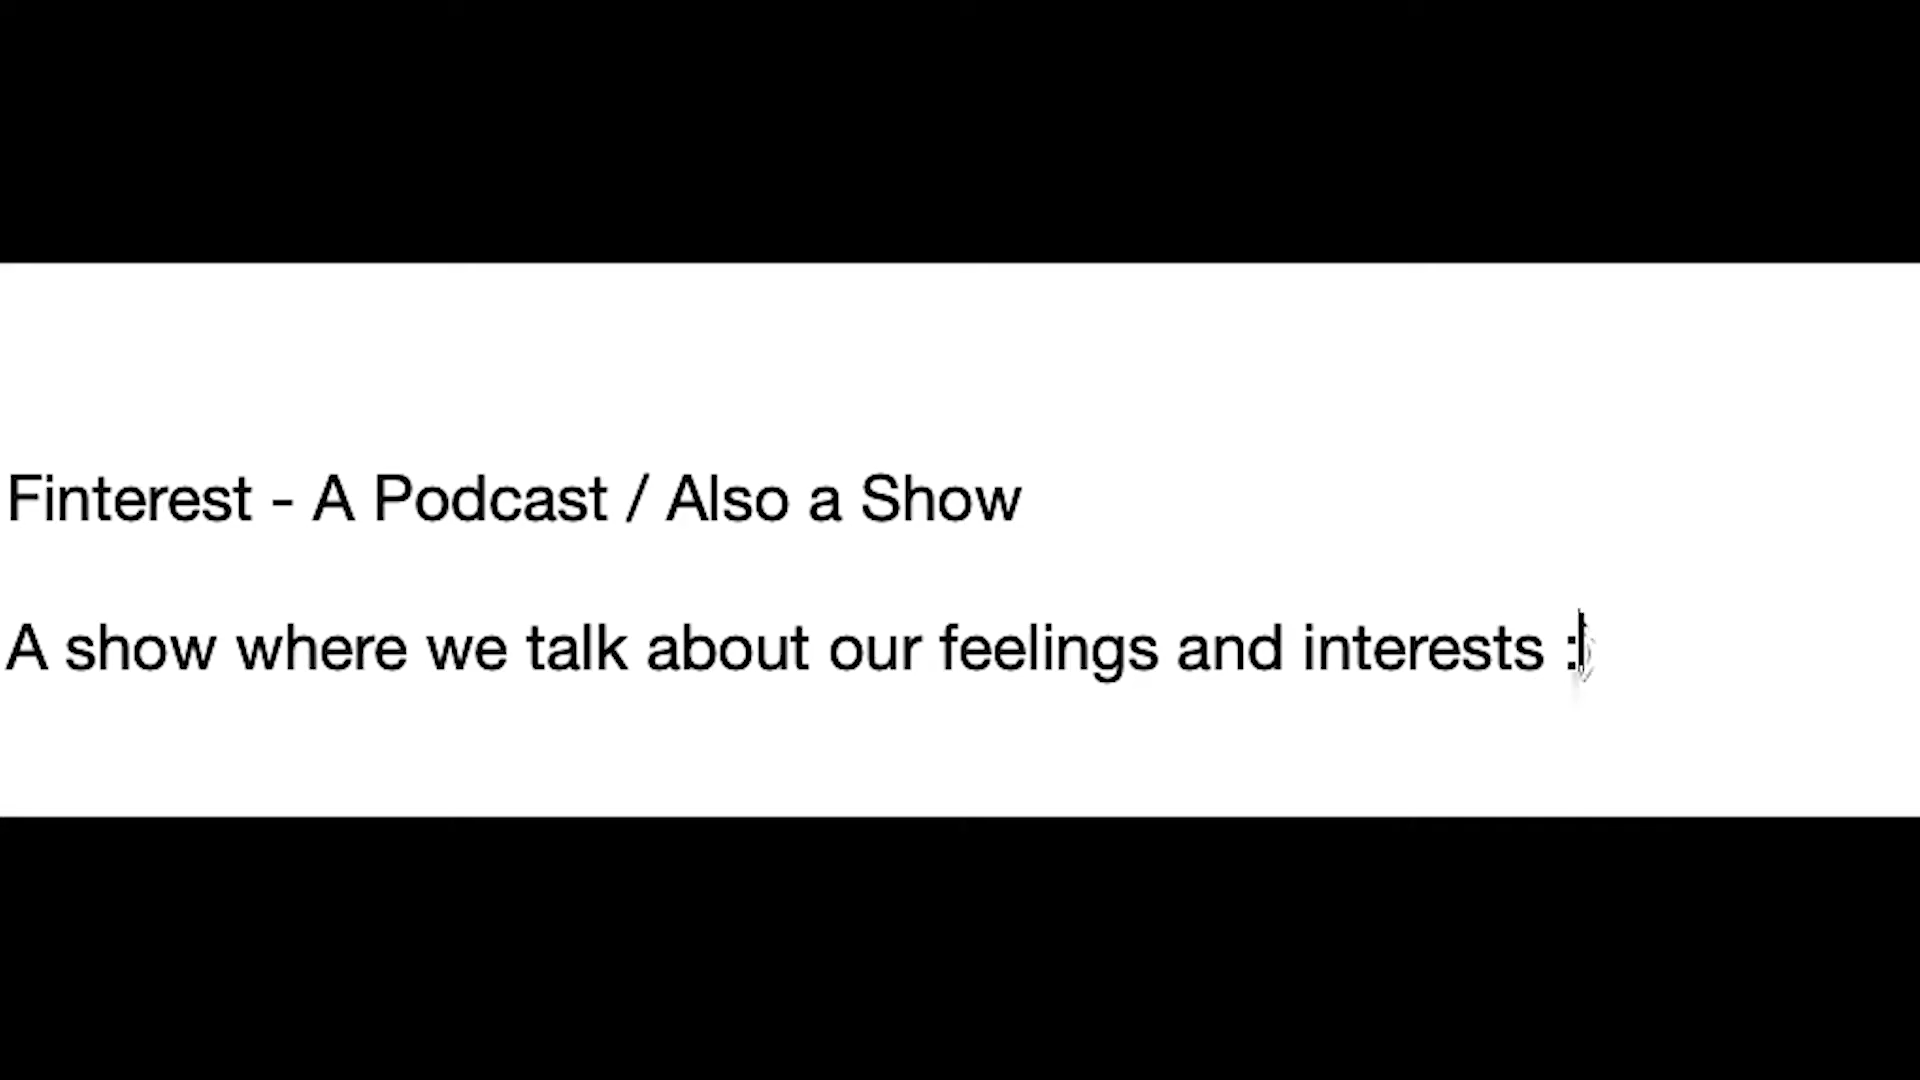 Finterest - A Podcast / Also a Show
A show where we talk about our feelings and interests :